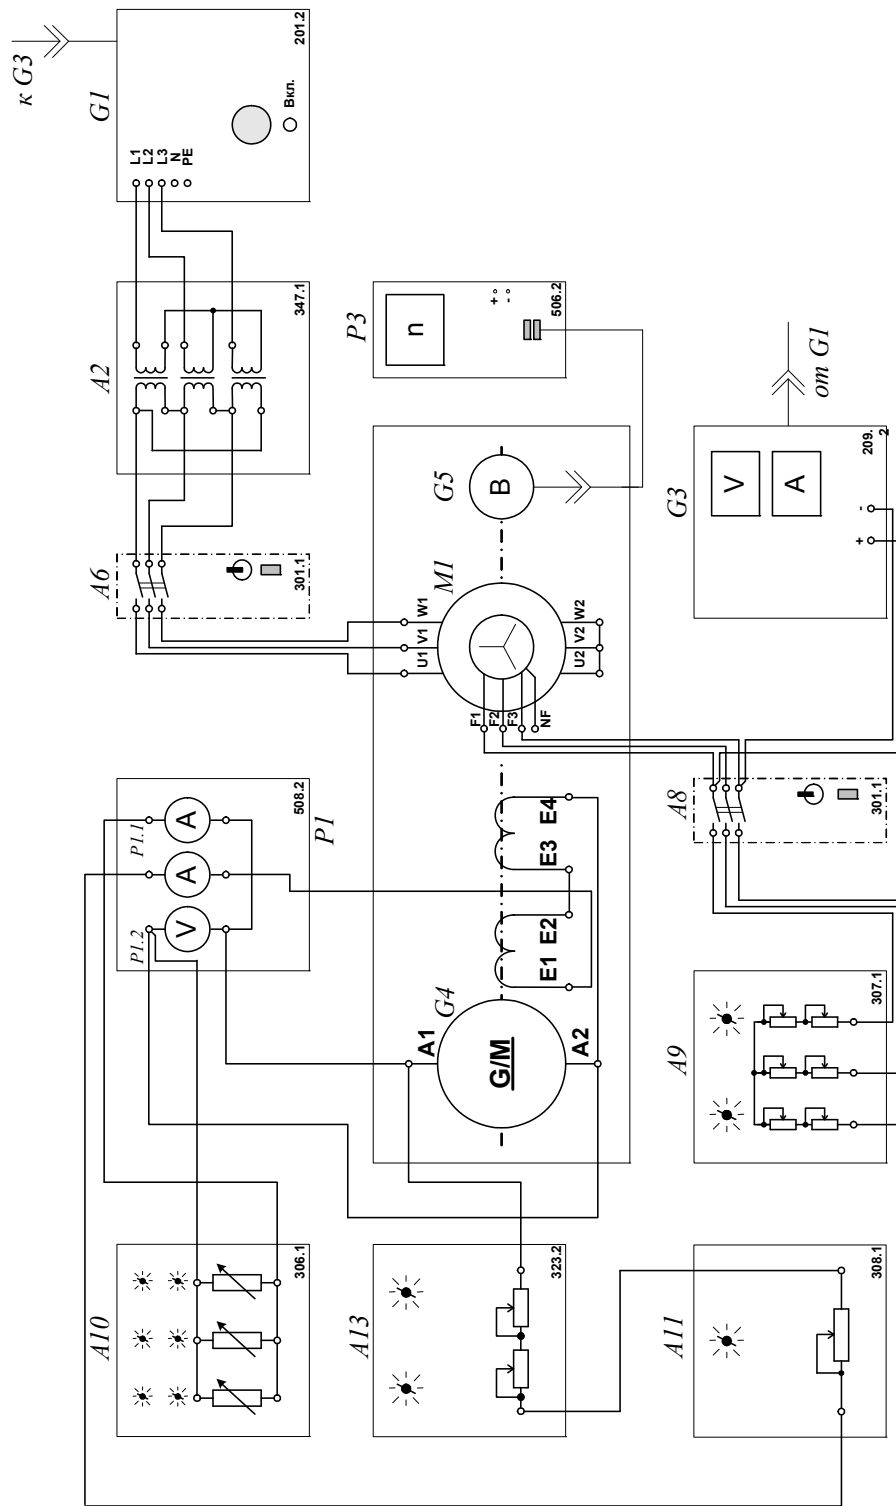 к G3
G1
201.2
Вкл.
L1
L2
L3
N
PE
A2
347.1
P3
n
+
-
506.2
от G1
G3
V
A
209.
2
+
-
A6
301.1
G5
B
M1
U1
V1
W1
U2
V2
W2
F1
F2
F3
NF
P1
508.2
P1.1
A
A
V
P1.2
A8
301.1
E1 E2
E3 E4
G4
A1
G/M
A2
A9
307.1
A10
306.1
A13
323.2
A11
308.1